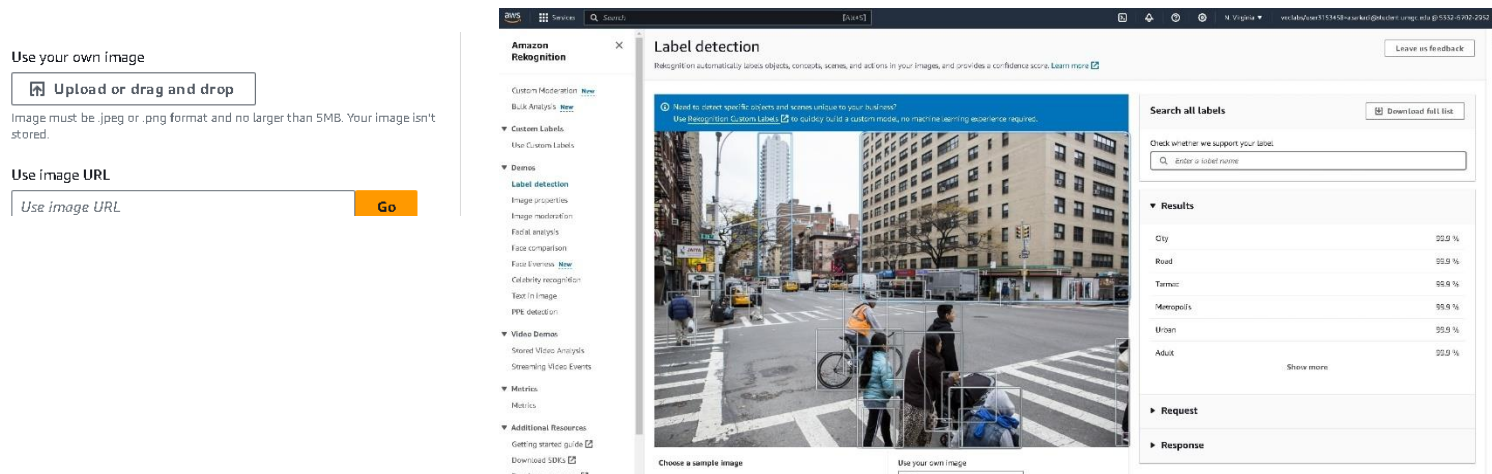 Use your own image
Upload or drag and drop
Image must be .jpeg or .png format and no larger than 5MB. Your image isn't
stored.
Use image URL
Use image URL
Go
aws
Services
Search
[Alt+S]
N. Virginia
Amazon
Rekognition
Custom Moderation New
Bulk Analysis New
Custom Labels
Use Custom Labels
Demos
Label detection
Image properties
Image moderation
Facial analysis
Face comparison
Face liveness New
Celebrity recognition
Text in image
PPE detection
Video Demos
Stored Video Analysis
Streaming Video Events
Metrics
Metrics
Additional Resources
Getting started guide
Download SDKs
Label detection
Leave us feedback
Rekognition automatically labels objects, concepts, scenes, and actions in your images, and provides a confidence score. Learn more
Need to detect specific objects and scenes unique to your business?
Use Rekognition Custom Labels to quickly build a custom model, no machine learning experience required.
Choose a sample image
Use your own image
Search all labels
Download full list
Check whether we support your label
Enter a label name
Results
City 99.9 %
Road 99.9 %
Tarmac 99.9 %
Metropolis 99.9 %
Urban 99.9 %
Adult 99.9 %
Show more
Request
Response